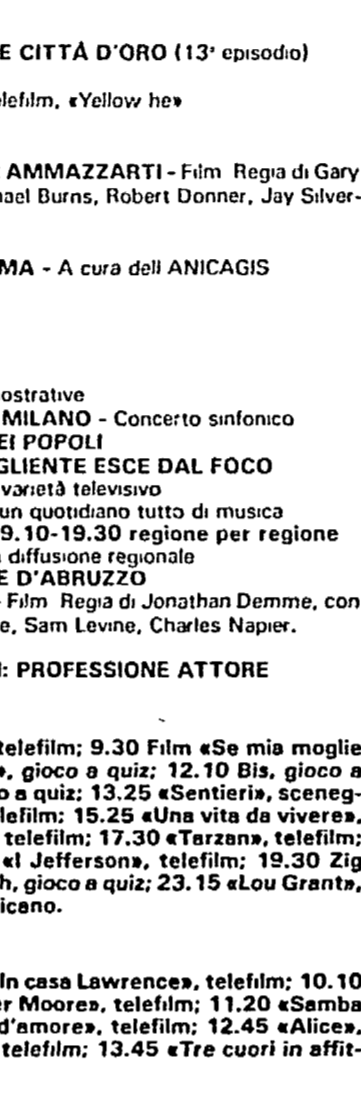 E CITTÀ D'ORO (13ª episodio)
elefilm, «Yellow he»
AMMAZZARTI - Film Regia di Gary
hael Burns, Robert Donner, Jay Silver-
MA - A cura dell ANICAGIS
ostrative
MILANO - Concerto sinfonico
EI POPOLI
GLIENTE ESCE DAL FOCO
varietà televisivo
un quotidiano tutto di musica
9.10-19.30 regione per regione
diffusione regionale
E D'ABRUZZO
- Film Regia di Jonathan Demme, con
e, Sam Levine, Charles Napier.
I: PROFESSIONE ATTORE
telefilm; 9.30 Film «Se mia moglie
», gioco a quiz; 12.10 Bis, gioco a
o a quiz; 13.25 «Sentieri», sceneg-
lefilm; 15.25 «Una vita da vivere»,
telefilm; 17.30 «Tarzan», telefilm;
«I Jefferson», telefilm; 19.30 Zig
h, gioco a quiz; 23.15 «Lou Grant»,
icano.
In casa Lawrence», telefilm; 10.10
er Moore», telefilm; 11.20 «Samba
d'amore», telefilm; 12.45 «Alice»,
telefilm; 13.45 «Tre cuori in affit-